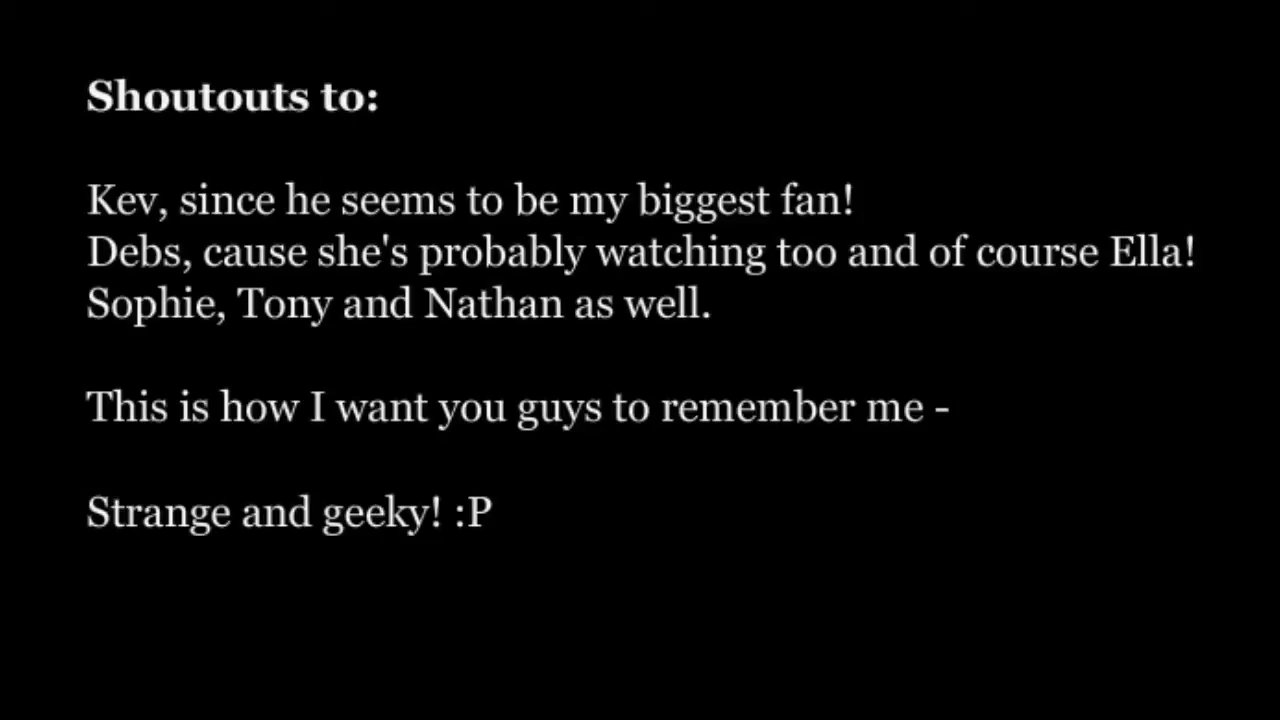 Shoutouts to:
Kev, since he seems to be my biggest fan!
Debs, cause she's probably watching too and of course Ella!
Sophie, Tony and Nathan as well.
This is how I want you guys to remember me -
Strange and geeky! :P